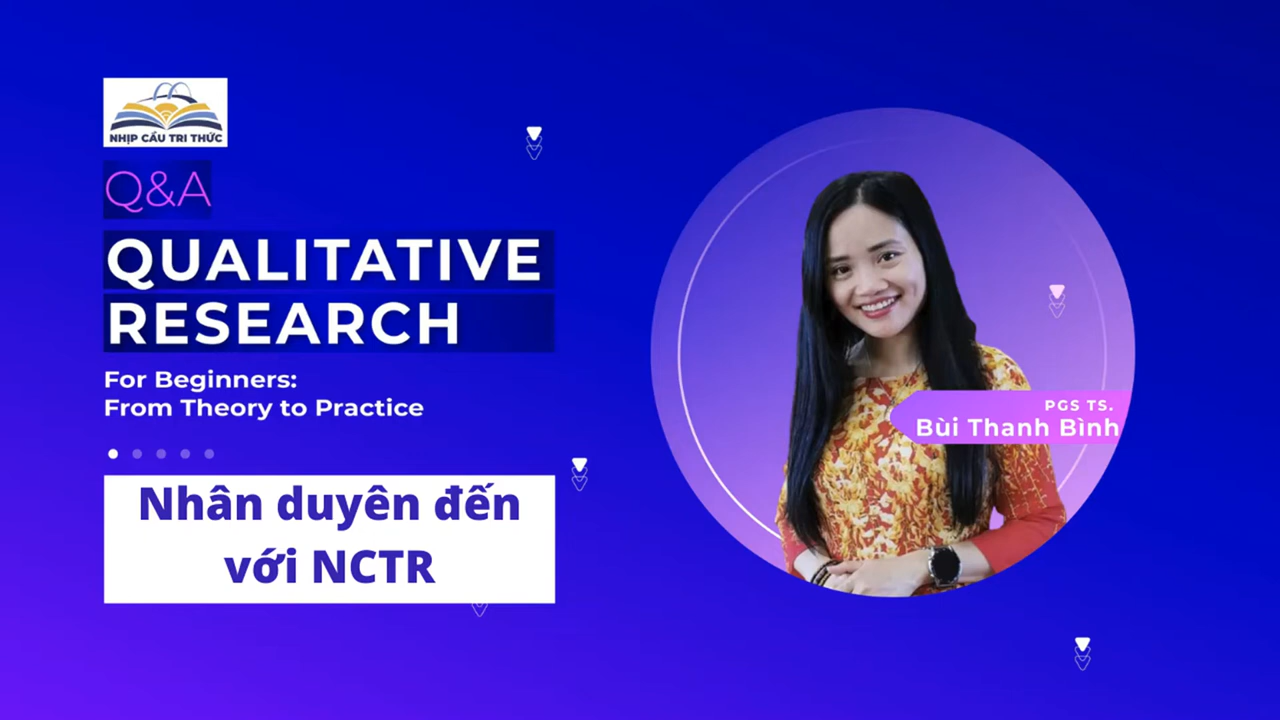 NHỊP CẦU TRI THỨC
Q&A
QUALITATIVE
RESEARCH
For Beginners:
From Theory to Practice
Nhân duyên đến
với NCTR
PGS TS.
Bùi Thanh Bình